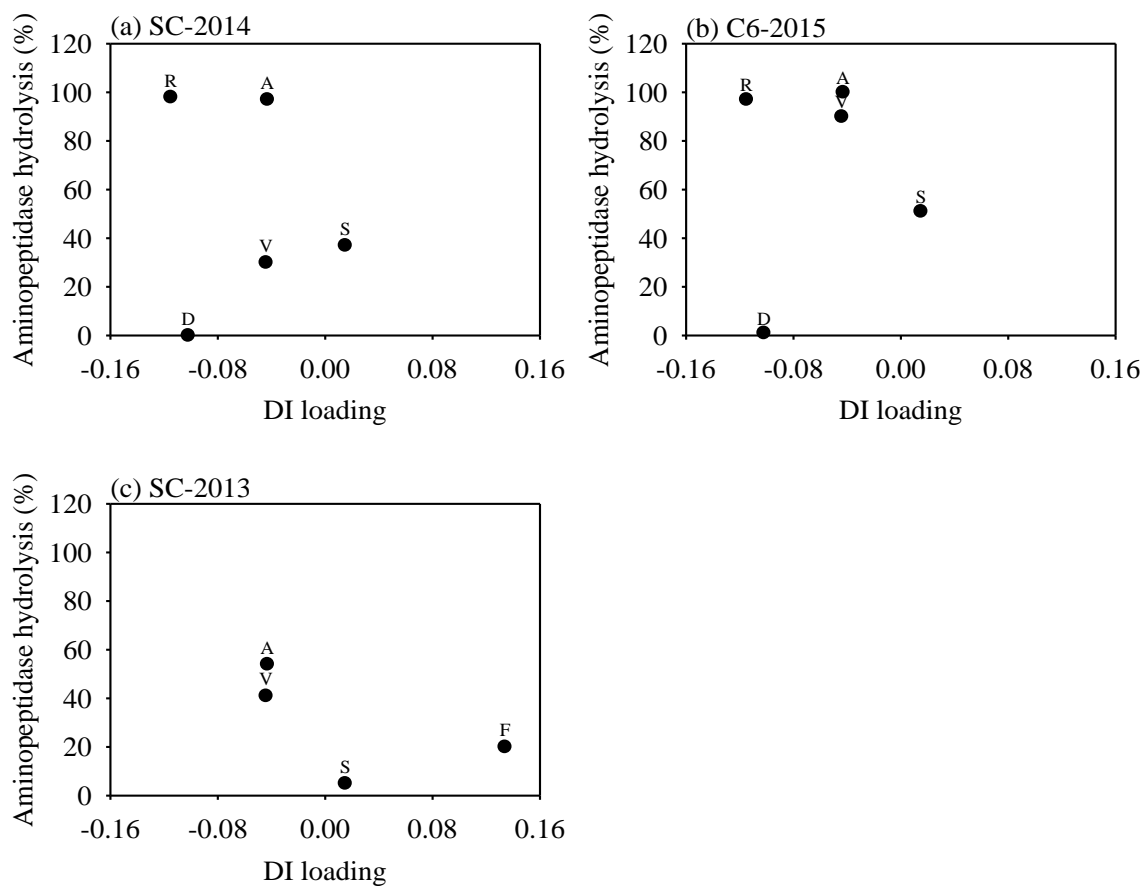 (a) SC-2014
Aminopeptidase hydrolysis (%)
120
100
80
60
40
20
0
R
A
V
S
D
-0.16 -0.08 0.00 0.08 0.16
DI loading
(b) C6-2015
Aminopeptidase hydrolysis (%)
120
100
80
60
40
20
0
R
A
V
S
D
-0.16 -0.08 0.00 0.08 0.16
DI loading
(c) SC-2013
Aminopeptidase hydrolysis (%)
120
100
80
60
40
20
0
A
V
S
F
-0.16 -0.08 0.00 0.08 0.16
DI loading